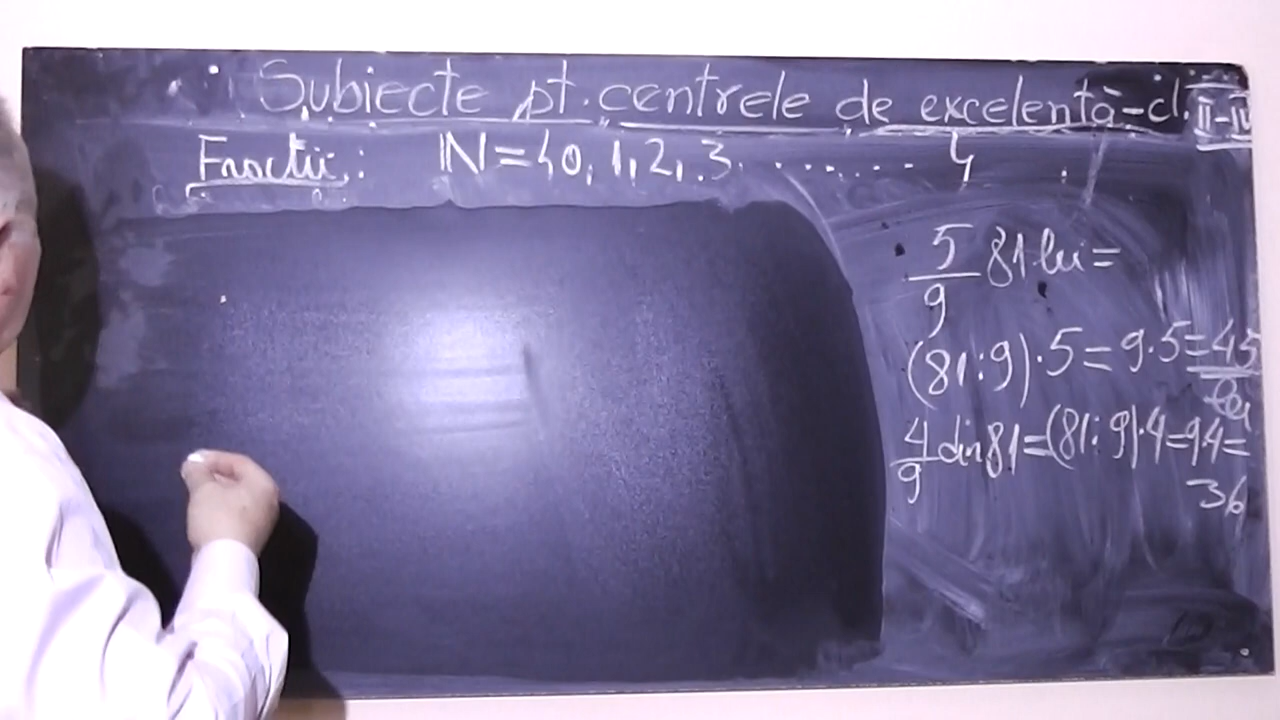 Subiecte pt. centrele de excelență - cl. II-IV
Fracții: N = {0, 1, 2, 3 . . . . . . . }
5/9 81 lei =
(81:9)·5 = 9·5 = 45
lei
4/9 din 81 = (81:9)·4 = 9·4 =
36